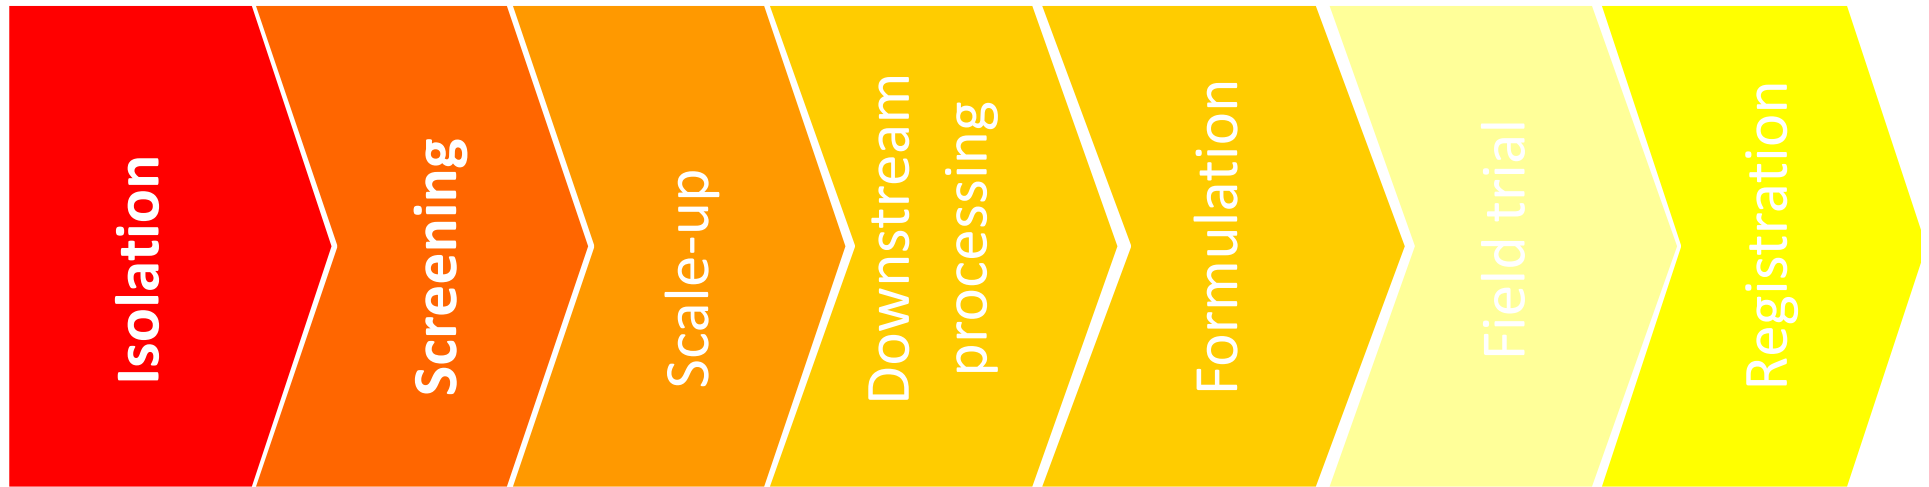 Isolation
Screening
Scale-up
Downstream
processing
Formulation
Field trial
Registration